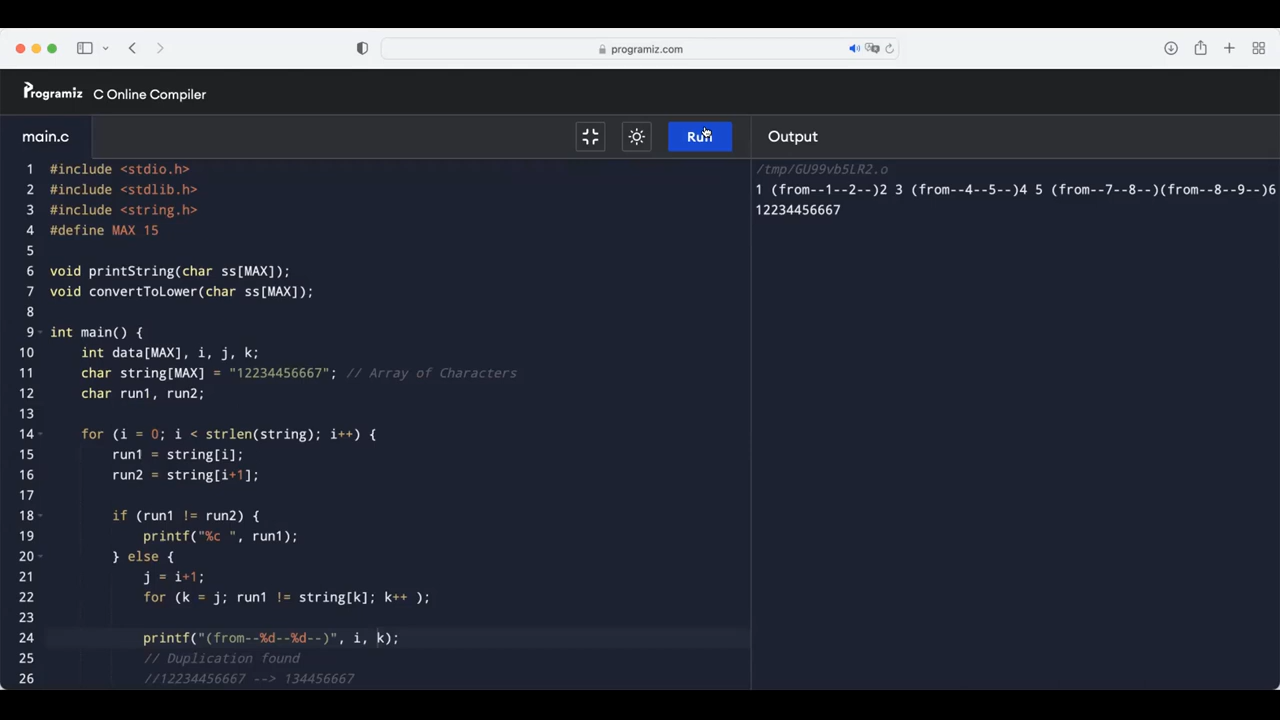 programiz.com
Programiz C Online Compiler
main.c
Run
Output
1 #include <stdio.h>
2 #include <stdlib.h>
3 #include <string.h>
4 #define MAX 15
5
6 void printString(char ss[MAX]);
7 void convertToLower(char ss[MAX]);
8
9 int main() {
10 int data[MAX], i, j, k;
11 char string[MAX] = "12234456667"; // Array of Characters
12 char run1, run2;
13
14 for (i = 0; i < strlen(string); i++) {
15 run1 = string[i];
16 run2 = string[i+1];
17
18 if (run1 != run2) {
19 printf("%c ", run1);
20 } else {
21 j = i+1;
22 for (k = j; run1 != string[k]; k++ );
23
24 printf("(from--%d--%d--)", i, k);
25 // Duplication found
26 //12234456667 --> 134456667
/tmp/GU99vb5LR2.o
1 (from--1--2--)2 3 (from--4--5--)4 5 (from--7--8--)(from--8--9--)6
12234456667